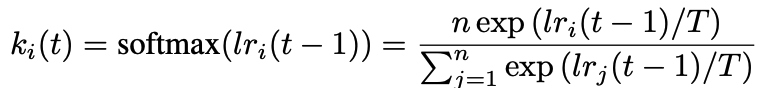 k_i(t) = softmax(lr_i(t − 1)) = \frac{n \exp (lr_i(t − 1)/T)}{\sum_{j=1}^{n} \exp (lr_j(t − 1)/T)}